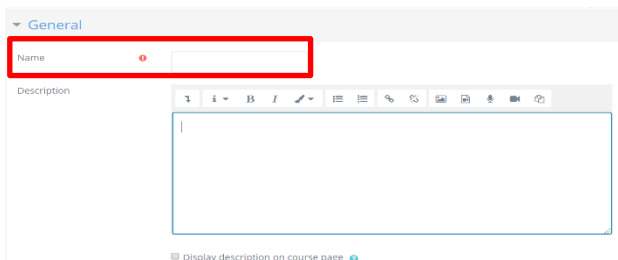 General
Name
Description
B I
Display description on course page